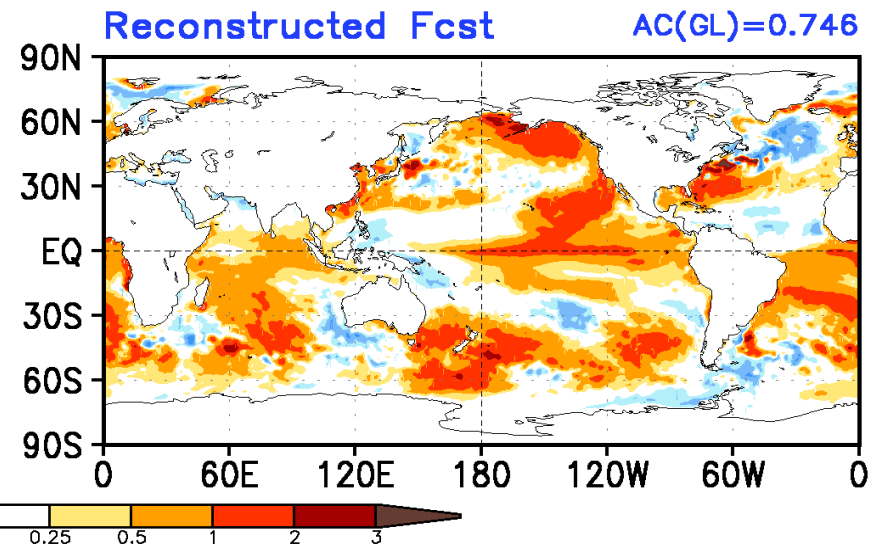 Reconstructed Fcst AC(GL)=0.746
90N
60N
30N
EQ
30S
60S
90S
0 60E 120E 180 120W 60W 0
0.25 0.5 1 2 3